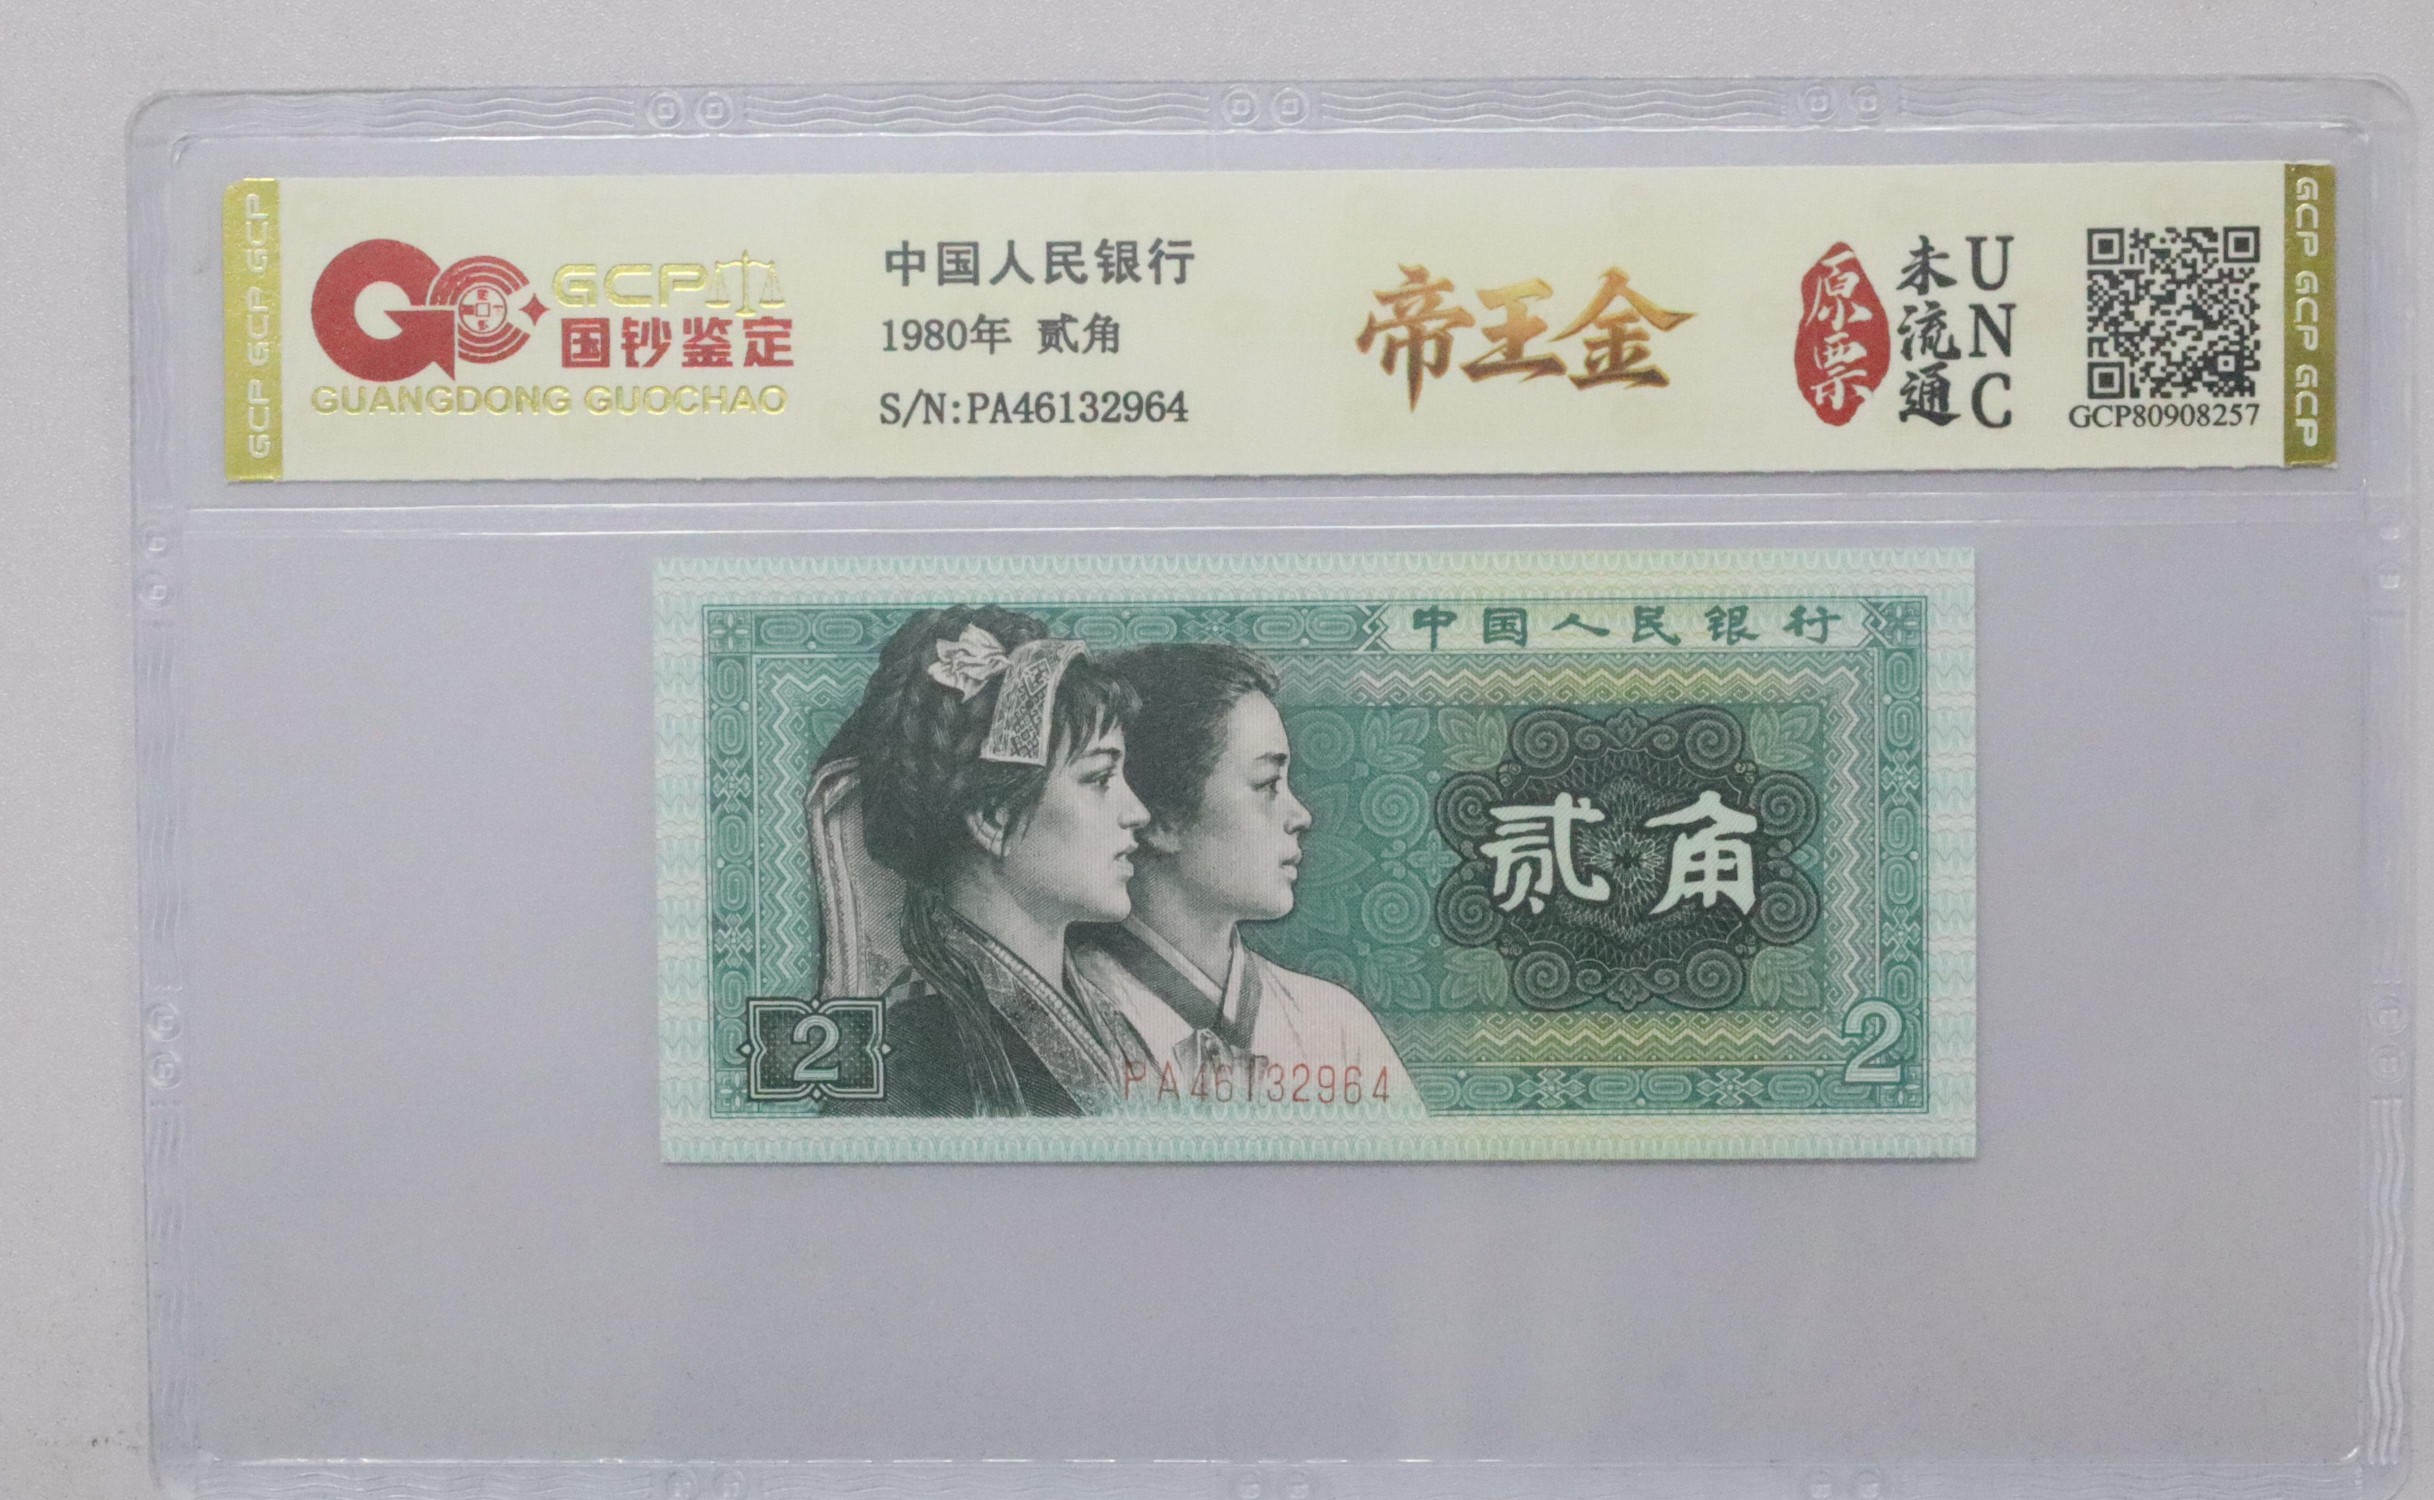 GCP GCP GCP
GCP
国钞鉴定
GUANGDONG GUOCHAO
中国人民银行
1980年 贰角
S/N:PA46132964
帝王金
原票
未流通
UNC
GCP80908257
GCP GCP GCP
中国人民银行
贰角
2
2
PA46132964